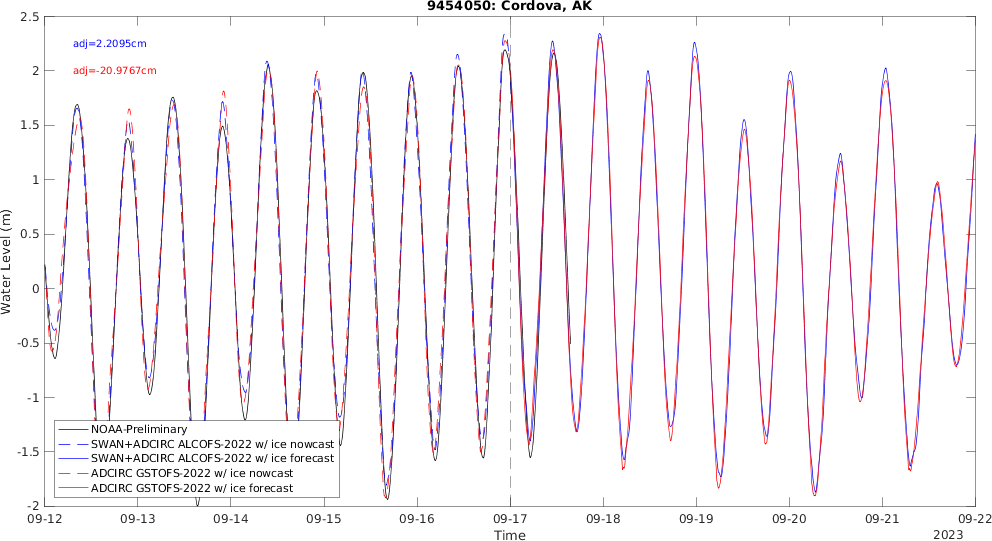 9454050: Cordova, AK
2.5
adj=2.2095cm
adj=-20.9767cm
2
1.5
1
0.5
0
-0.5
-1
-1.5
-2
Water Level (m)
NOAA-Preliminary
SWAN+ADCIRC ALCOFS-2022 w/ ice nowcast
SWAN+ADCIRC ALCOFS-2022 w/ ice forecast
ADCIRC GSTOFS-2022 w/ ice nowcast
ADCIRC GSTOFS-2022 w/ ice forecast
09-12 09-13 09-14 09-15 09-16 09-17 09-18 09-19 09-20 09-21 09-22
Time
2023